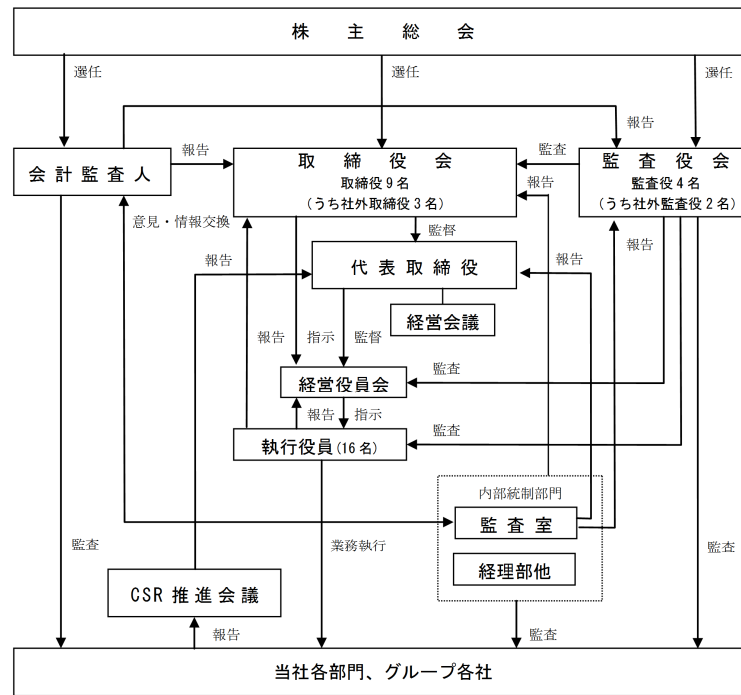 株主総会
選任
選任
選任
報告
会計監査人
報告
取締役会
取締役9名
(うち社外取締役3名)
監査
監査役会
監査役4名
(うち社外監査役2名)
報告
意見・情報交換
監督
報告
報告
代表取締役
報告
経営会議
報告
指示
監督
経営役員会
監査
報告
指示
執行役員(16名)
監査
内部統制部門
監査室
監査
業務執行
監査
経理部他
CSR推進会議
報告
監査
当社各部門、グループ各社